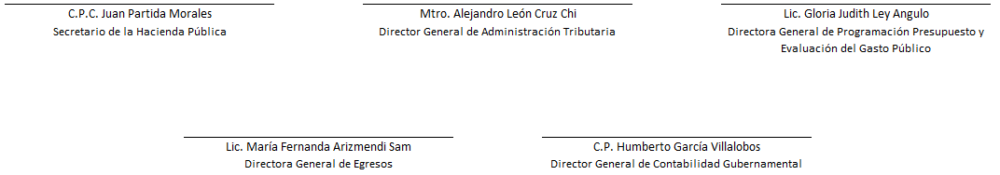 C.P.C. Juan Partida Morales
Secretario de la Hacienda Pública
Mtro. Alejandro León Cruz Chi
Director General de Administración Tributaria
Lic. Gloria Judith Ley Angulo
Directora General de Programación Presupuesto y
Evaluación del Gasto Público
Lic. María Fernanda Arizmendi Sam
Directora General de Egresos
C.P. Humberto García Villalobos
Director General de Contabilidad Gubernamental